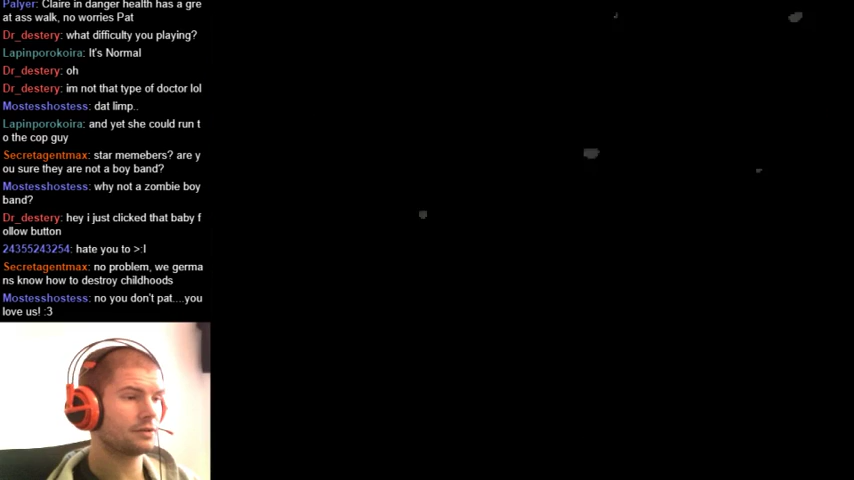 Palyer: Claire in danger health has a gre
at ass walk, no worries Pat
Dr_destery: what difficulty you playing?
Lapinporokoira: It's Normal
Dr_destery: oh
Dr_destery: im not that type of doctor lol
Mostesshostess: dat limp..
Lapinporokoira: and yet she could run t
o the cop guy
Secretagentmax: star memebers? are y
ou sure they are not a boy band?
Mostesshostess: why not a zombie boy
band?
Dr_destery: hey i just clicked that baby f
ollow button
24355243254: hate you to >:I
Secretagentmax: no problem, we germa
ns know how to destroy childhoods
Mostesshostess: no you don't pat....you
love us! :3